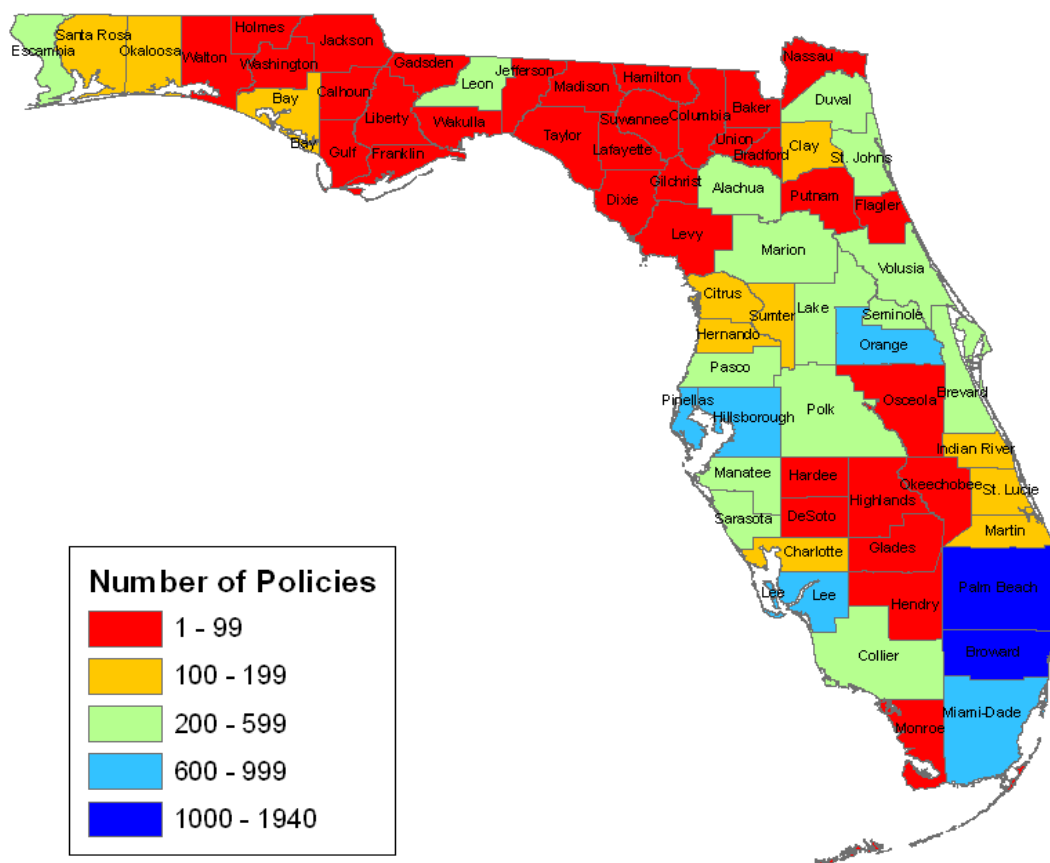 Escambia
Santa Rosa
Okaloosa
Walton
Holmes
Washington
Jackson
Bay
Bay
Calhoun
Gulf
Liberty
Franklin
Gadsden
Leon
Wakulla
Jefferson
Madison
Taylor
Hamilton
Suwannee
Lafayette
Columbia
Dixie
Gilchrist
Levy
Baker
Union
Bradford
Nassau
Duval
Clay
St. Johns
Alachua
Putnam
Flagler
Marion
Volusia
Citrus
Sumter
Lake
Seminole
Hernando
Orange
Pasco
Pinellas
Hillsborough
Polk
Osceola
Brevard
Indian River
Manatee
Hardee
Highlands
Okeechobee
St. Lucie
Sarasota
DeSoto
Martin
Charlotte
Glades
Lee
Lee
Hendry
Palm Beach
Collier
Broward
Monroe
Miami-Dade
Number of Policies
1 - 99
100 - 199
200 - 599
600 - 999
1000 - 1940